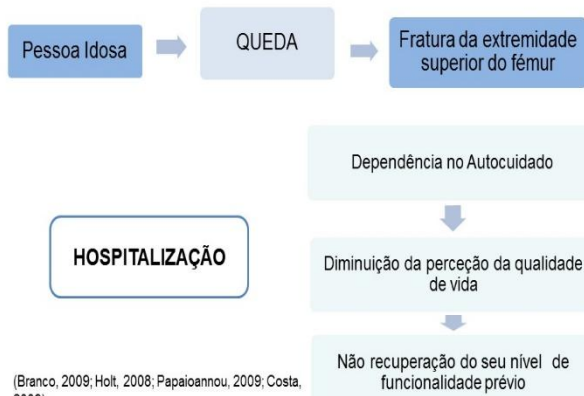 Pessoa Idosa
QUEDA
Fratura da extremidade
superior do fémur
Dependência no Autocuidado
HOSPITALIZAÇÃO
Diminuição da perceção da qualidade
de vida
Não recuperação do seu nível de
funcionalidade prévio
(Branco, 2009; Holt, 2008; Papaioannou, 2009; Costa,